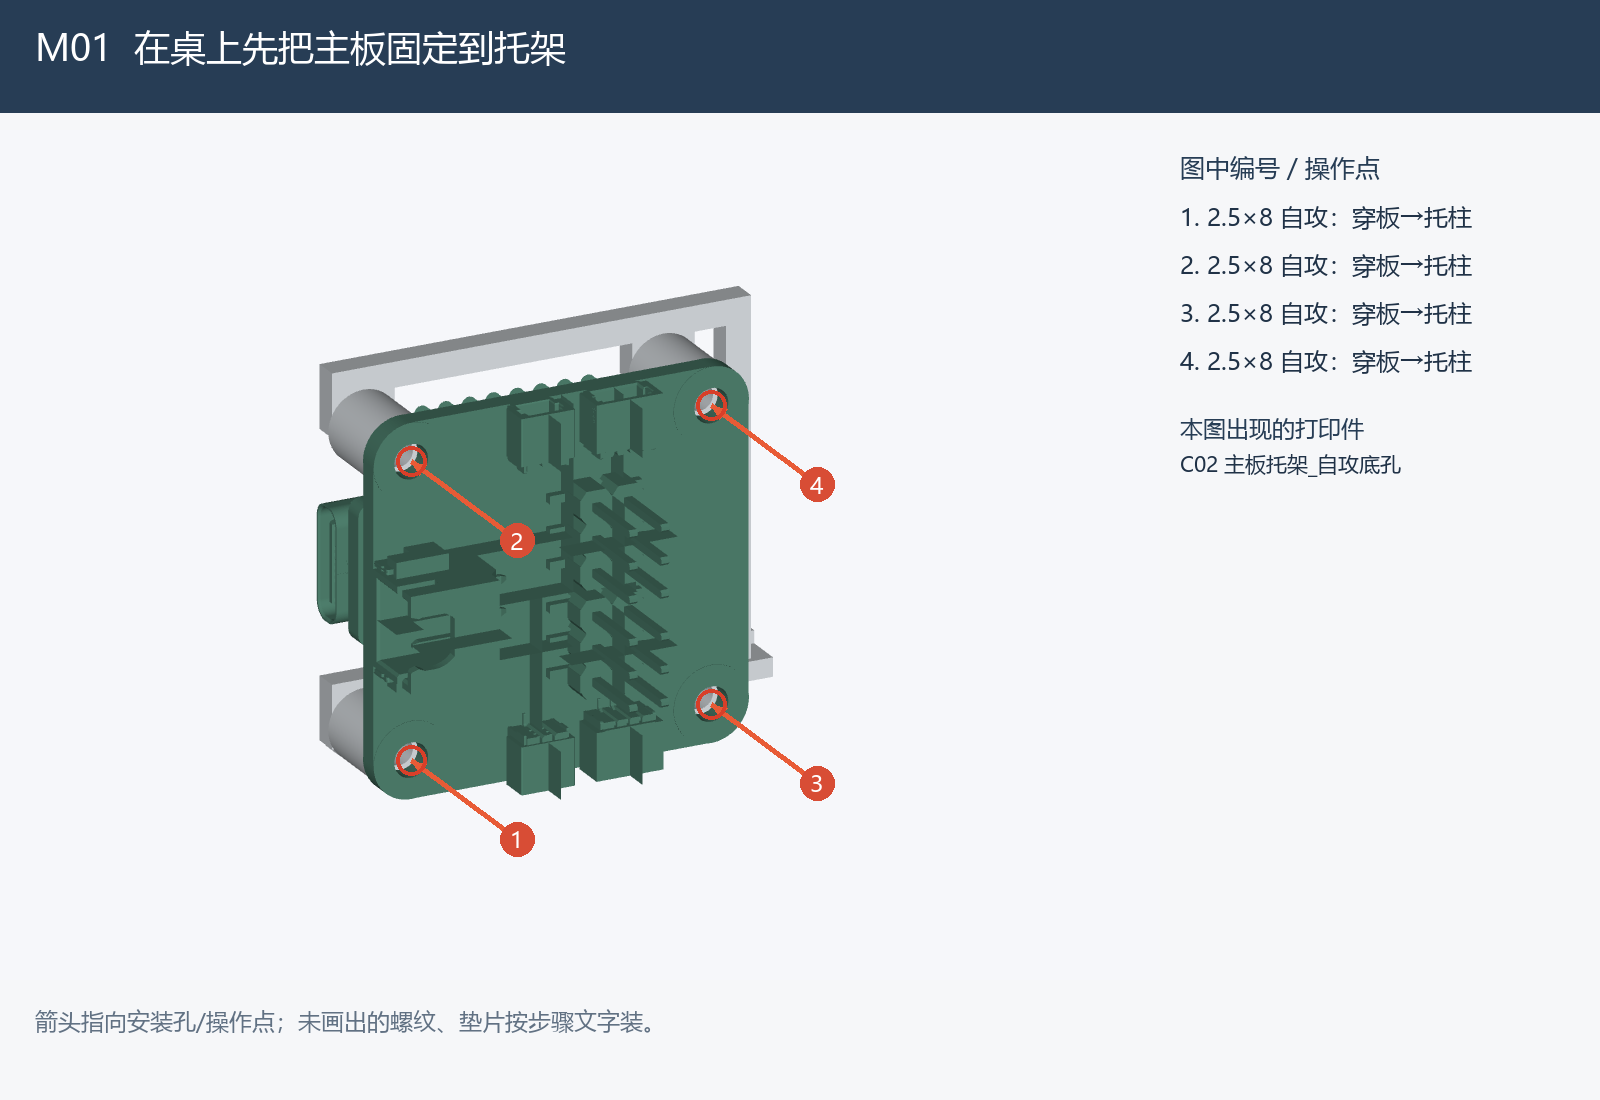 M01 在桌上先把主板固定到托架
图中编号 / 操作点
1. 2.5×8 自攻：穿板→托柱
2. 2.5×8 自攻：穿板→托柱
3. 2.5×8 自攻：穿板→托柱
4. 2.5×8 自攻：穿板→托柱
本图出现的打印件
C02 主板托架_自攻底孔
4
2
3
1
箭头指向安装孔/操作点；未画出的螺纹、垫片按步骤文字装。